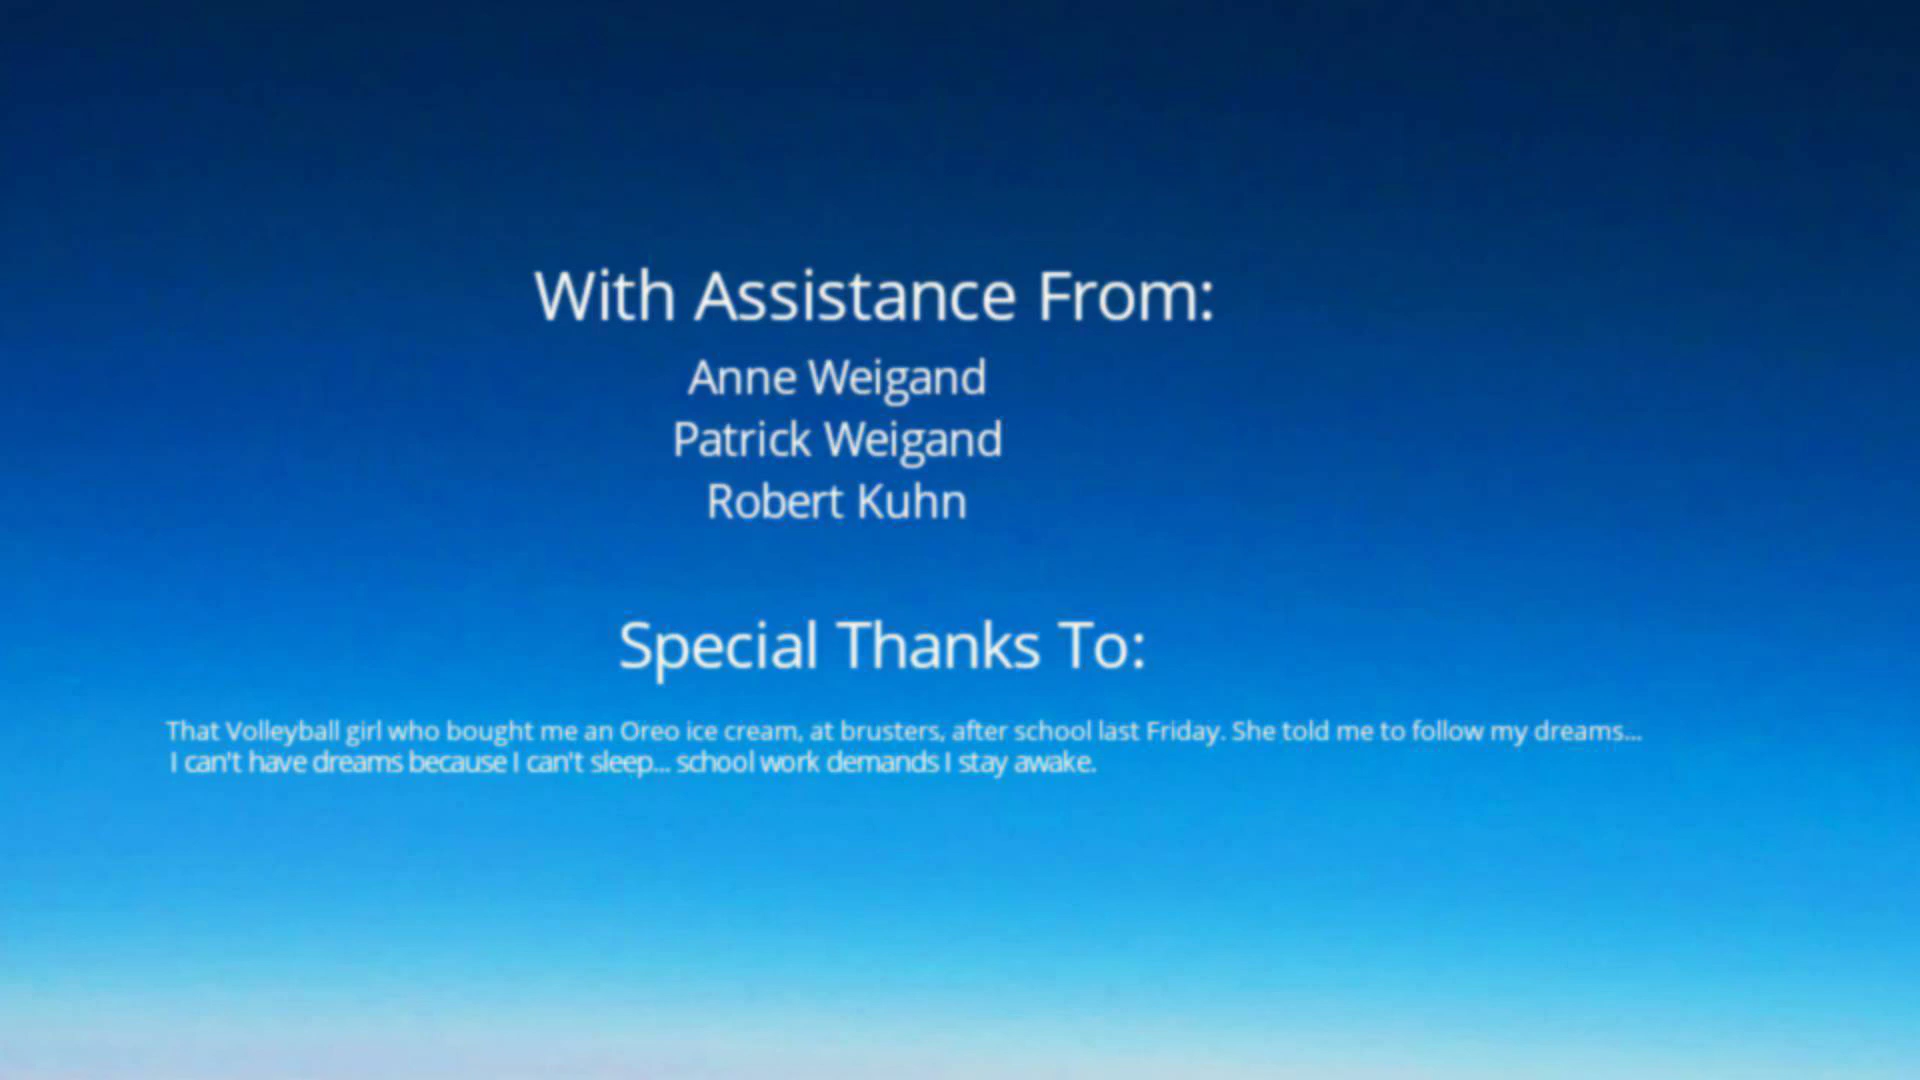 With Assistance From:
Anne Weigand
Patrick Weigand
Robert Kuhn
Special Thanks To:
That Volleyball girl who bought me an Oreo ice cream, at brusters, after school last Friday. She told me to follow my dreams...
I can't have dreams because I can't sleep... school work demands I stay awake.